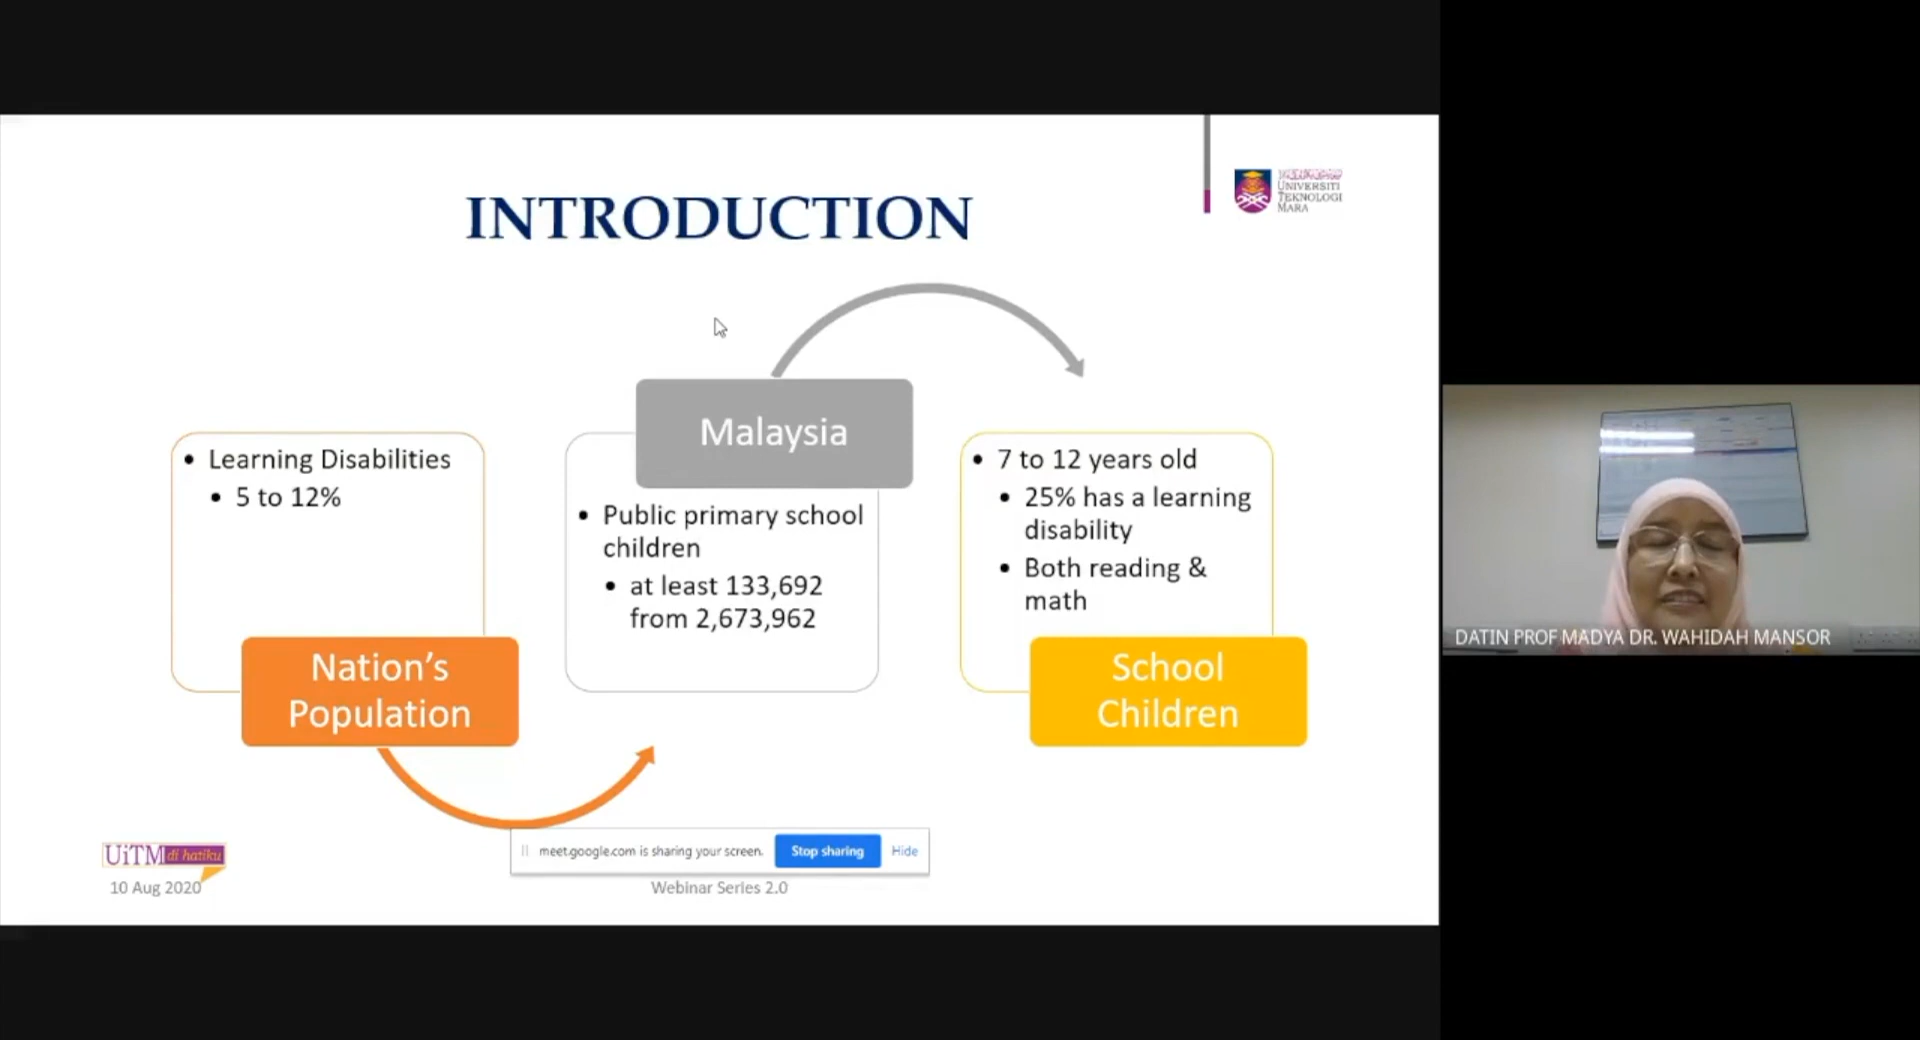 INTRODUCTION
UNIVERSITI
TEKNOLOGI
MARA
Malaysia
• Learning Disabilities
• 5 to 12%
• Public primary school
children
• at least 133,692
from 2,673,962
• 7 to 12 years old
• 25% has a learning
disability
• Both reading &
math
Nation's
Population
School
Children
DATIN PROF MADYA DR. WAHIDAH MANSOR
UiTM di hatiku
10 Aug 2020
meet.google.com is sharing your screen.
Stop sharing
Hide
Webinar Series 2.0